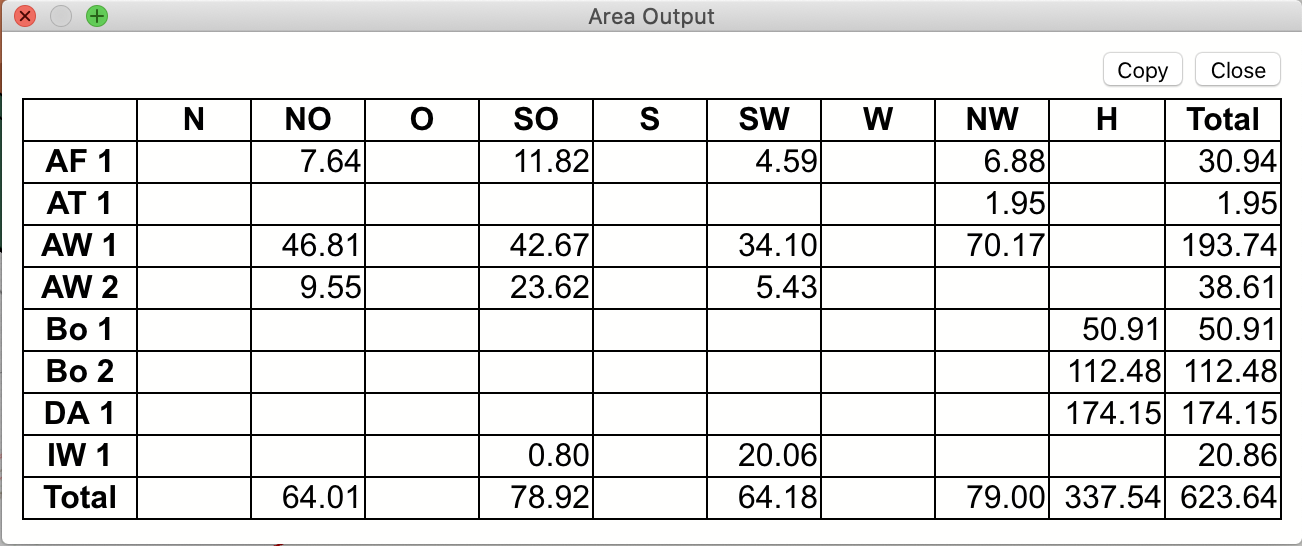 Area Output
Copy Close
N NO O SO S SW W NW H Total
AF 1 7.64 11.82 4.59 6.88 30.94
AT 1 1.95 1.95
AW 1 46.81 42.67 34.10 70.17 193.74
AW 2 9.55 23.62 5.43 38.61
Bo 1 50.91 50.91
Bo 2 112.48 112.48
DA 1 174.15 174.15
IW 1 0.80 20.06 20.86
Total 64.01 78.92 64.18 79.00 337.54 623.64